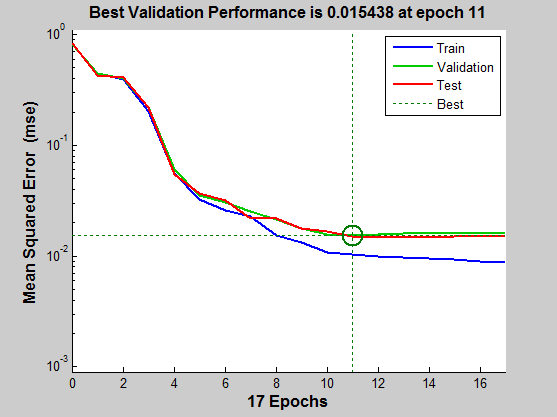 Best Validation Performance is 0.015438 at epoch 11
Mean Squared Error  (mse)
10^0
10^-1
10^-2
10^-3
Train
Validation
Test
Best
0 2 4 6 8 10 12 14 16
17 Epochs